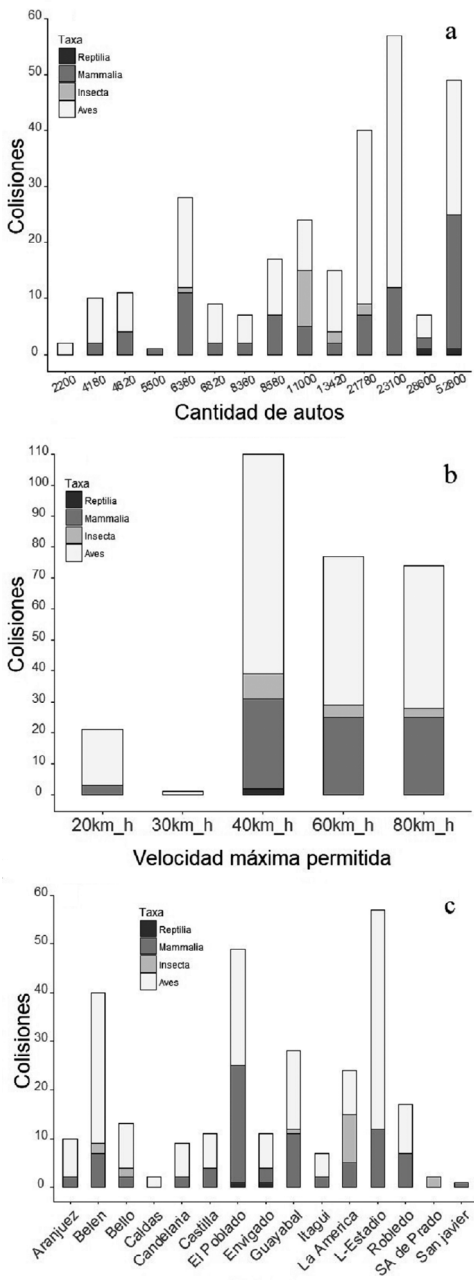 a
60
50
40
30
20
10
0
Colisiones
Taxa
Reptilia
Mammalia
Insecta
Aves
2200 4180 4620 5500 6380 6820 8360 8580 11000 13420 21780 23100 28600 52800
Cantidad de autos
b
110
100
90
80
70
60
50
40
30
20
10
0
Colisiones
Taxa
Reptilia
Mammalia
Insecta
Aves
20km_h 30km_h 40km_h 60km_h 80km_h
Velocidad máxima permitida
c
60
50
40
30
20
10
0
Colisiones
Taxa
Reptilia
Mammalia
Insecta
Aves
Aranjuez Belen Bello Caldas Candelaria Castilla El Poblado Envigado Guayabal Itagui La America L-Estadio Robledo SA de Prado San javier